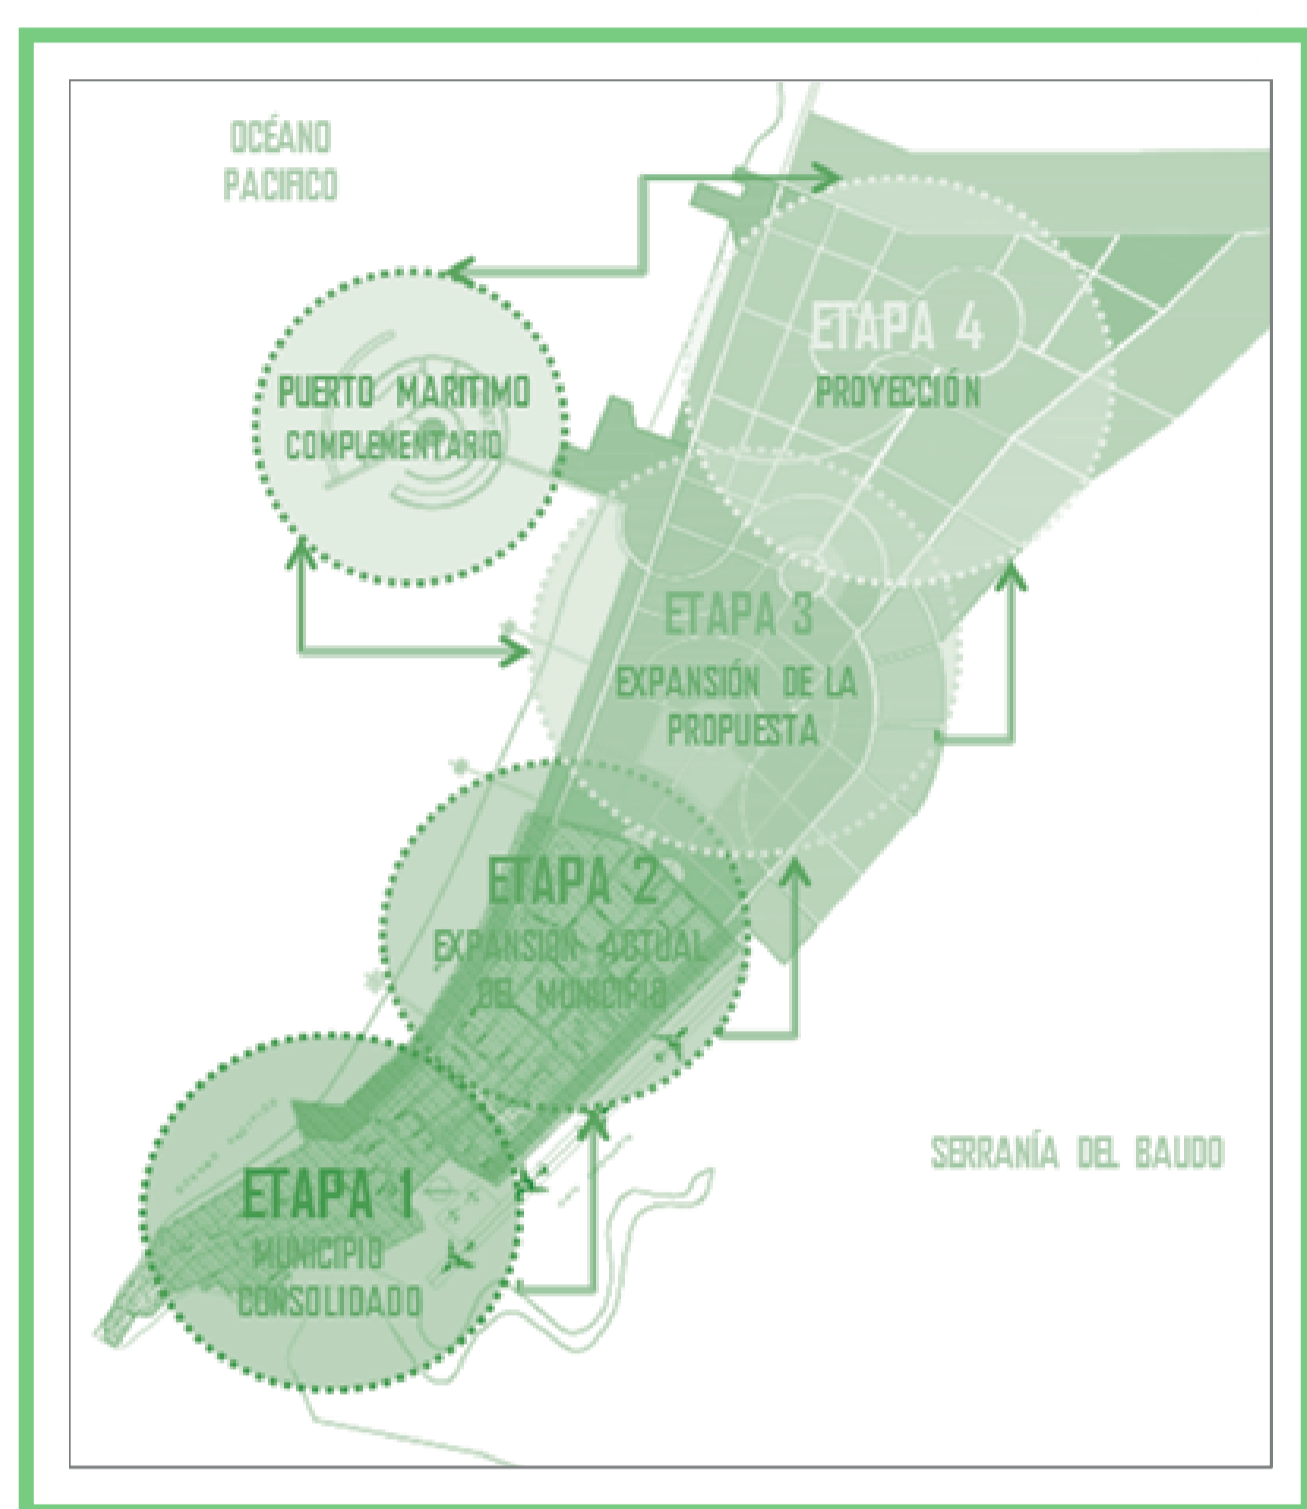 OCÉANO
PACIFICO
ETAPA 4
PROYECCIÓN
PUERTO MARITIMO
COMPLEMENTARIO
ETAPA 3
EXPANSIÓN DE LA
PROPUESTA
ETAPA 2
EXPANSIÓN ACTUAL
DEL MUNICIPIO
SERRANÍA DEL BAUDO
ETAPA 1
MUNICIPIO
CONSOLIDADO